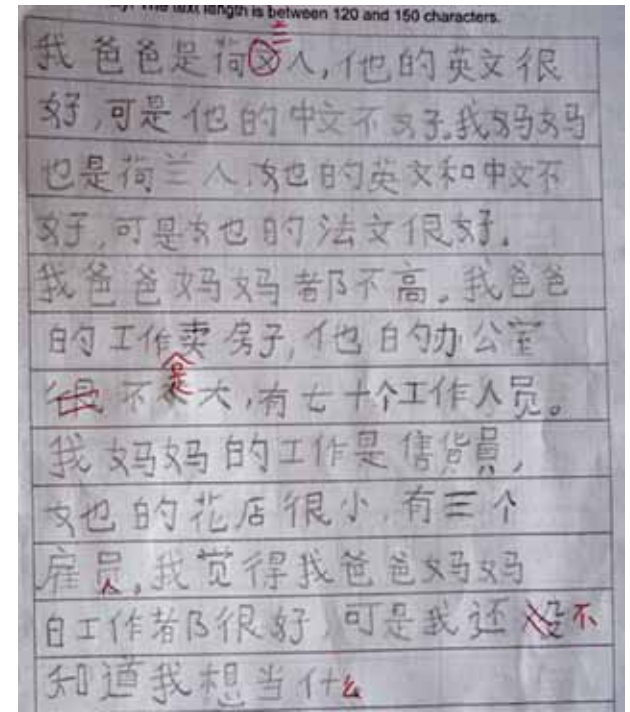 The text length is between 120 and 150 characters.
兰
我爸爸是荷文人,他的英文很
好,可是他的中文不好.我妈妈
也是荷兰人.她的英文和中文不
好,可是她的法文很好.
我爸爸妈妈都不高。我爸爸
的工作卖房子,他的办公室
是
很不大,有七十个工作人员。
我妈妈的工作是售货員,
她的花店很小.有三个
雇员,我觉得我爸爸妈妈
白工作都很好,可是我还没不
知道我想当什么